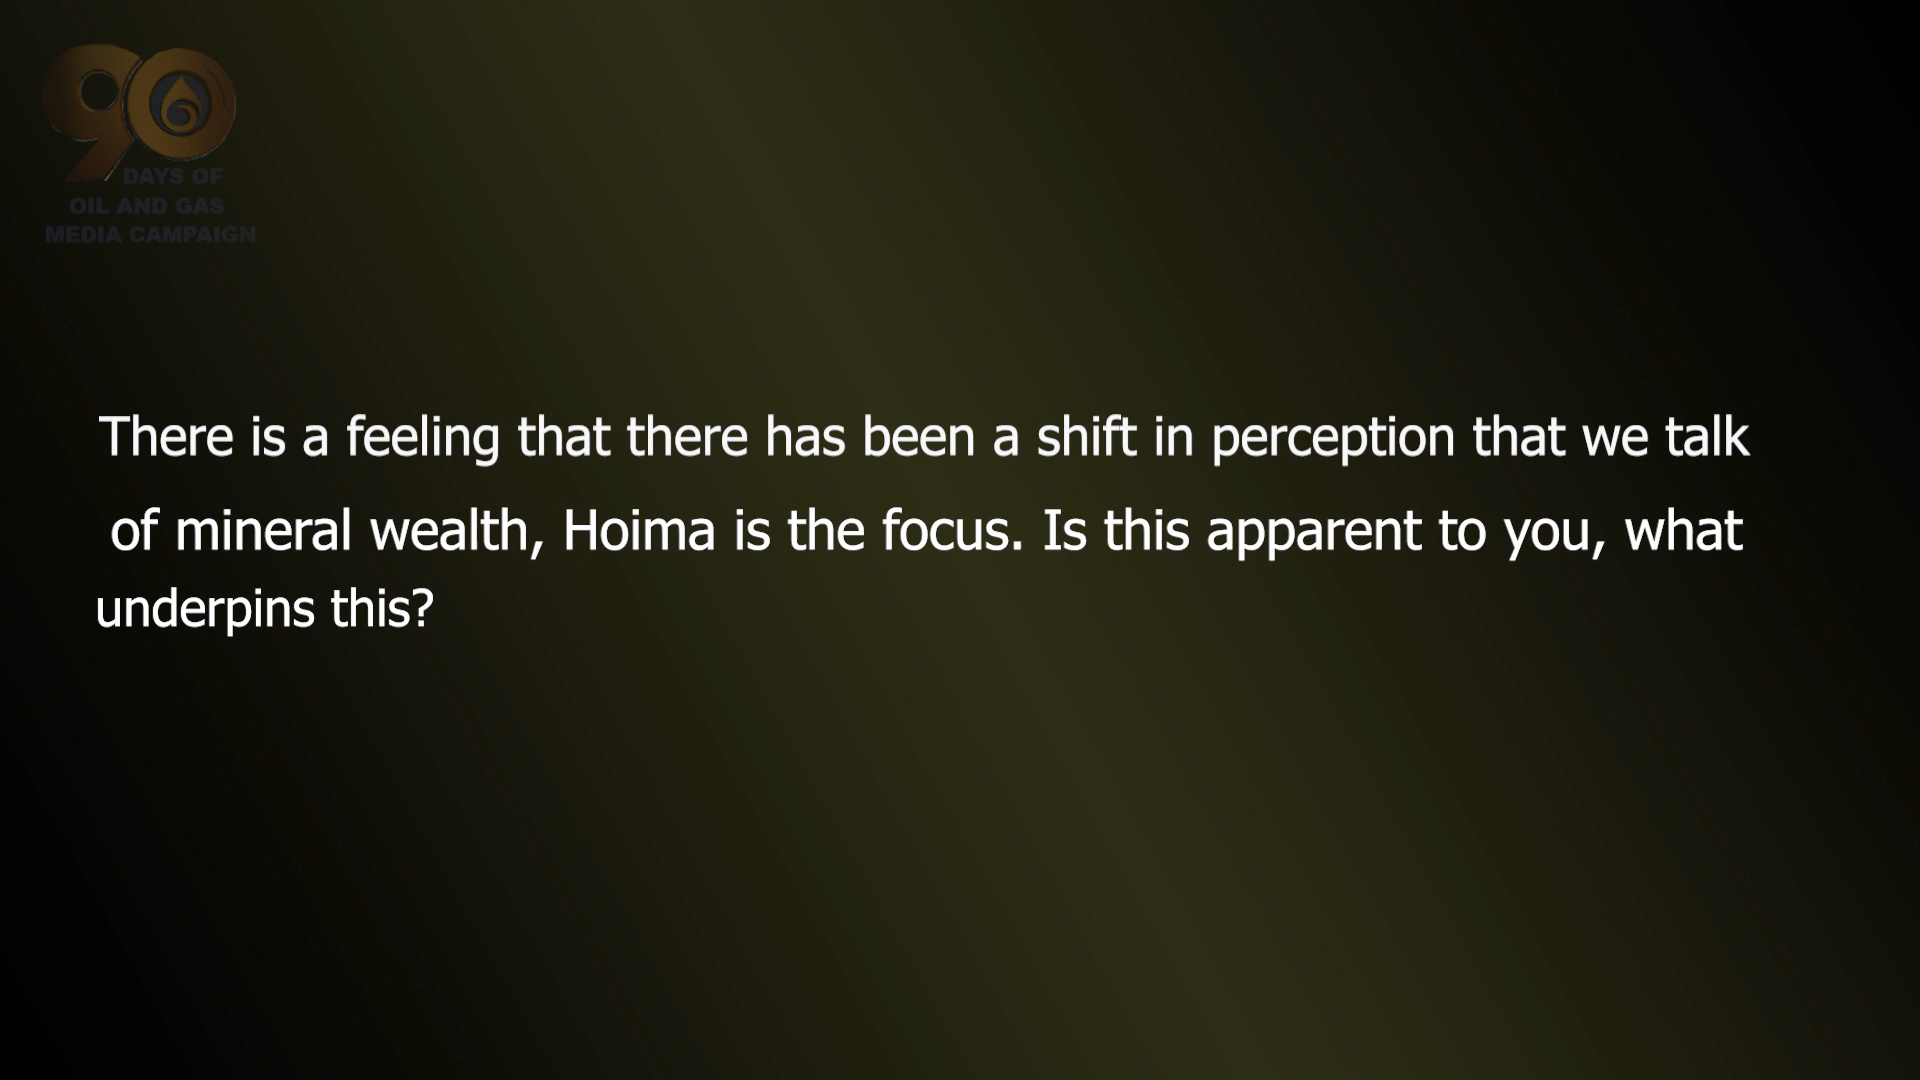 90
DAYS OF
OIL AND GAS
MEDIA CAMPAIGN
There is a feeling that there has been a shift in perception that we talk
of mineral wealth, Hoima is the focus. Is this apparent to you, what
underpins this?